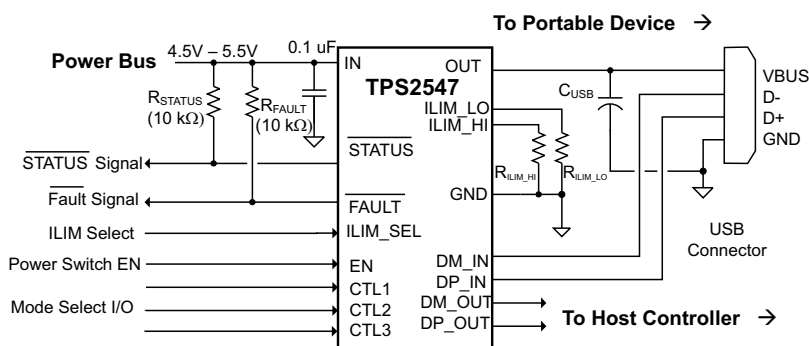 To Portable Device →
Power Bus
4.5V – 5.5V
0.1 uF
IN
OUT
TPS2547
VBUS
D-
D+
GND
RSTATUS
(10 kΩ)
RFAULT
(10 kΩ)
CUSB
ILIM_LO
ILIM_HI
STATUS
STATUS Signal
RILIM_HI
RILIM_LO
Fault Signal
FAULT
GND
ILIM Select
ILIM_SEL
USB
Connector
Power Switch EN
EN
DM_IN
DP_IN
Mode Select I/O
CTL1
CTL2
CTL3
DM_OUT
DP_OUT
To Host Controller →